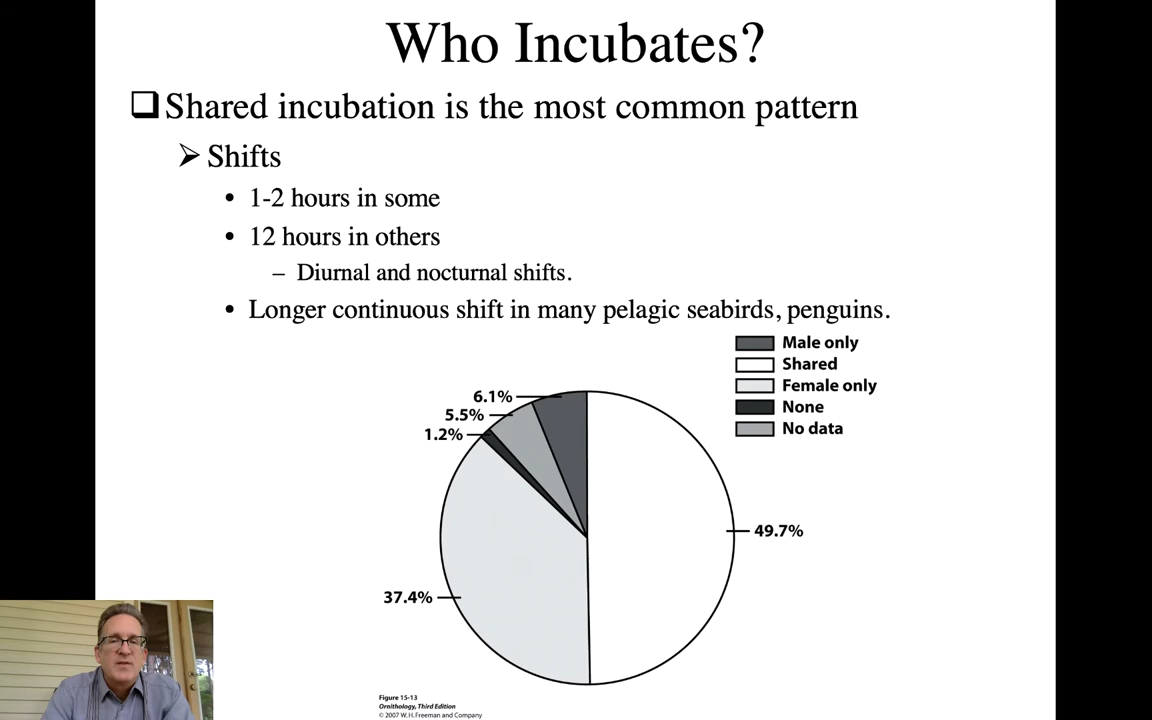 Who Incubates?
❑ Shared incubation is the most common pattern
➢ Shifts
• 1-2 hours in some
• 12 hours in others
– Diurnal and nocturnal shifts.
• Longer continuous shift in many pelagic seabirds, penguins.
Male only
Shared
Female only
None
No data
6.1%
5.5%
1.2%
49.7%
37.4%
Figure 15-13
Ornithology, Third Edition
© 2007 W. H. Freeman and Company